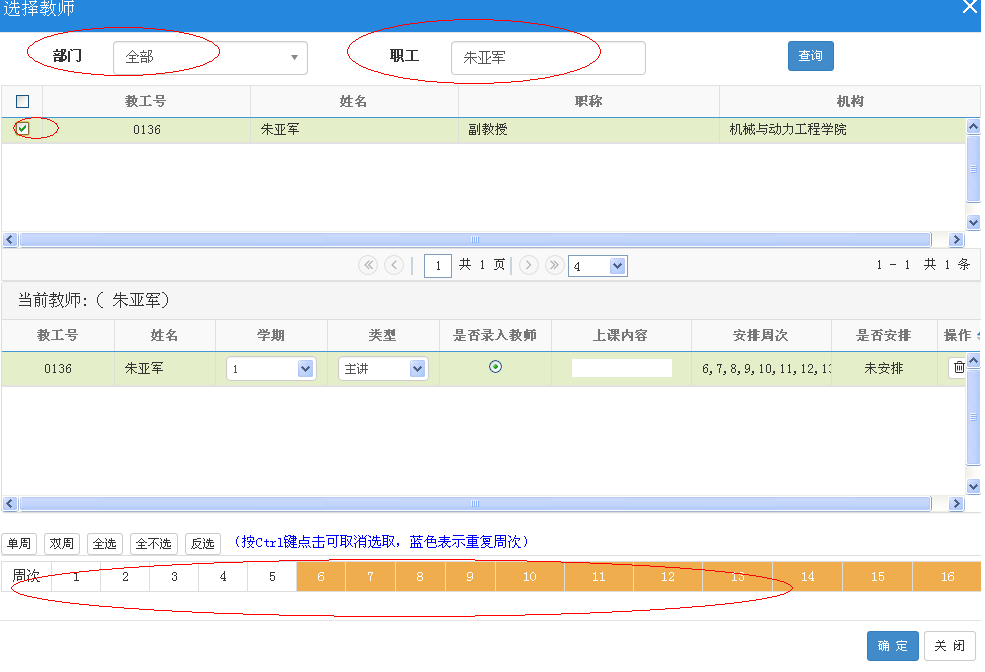 选择教师
部门 全部 职工 朱亚军 查询
教工号 姓名 职称 机构
0136 朱亚军 副教授 机械与动力工程学院
1 共 1 页 4 1 - 1 共 1 条
当前教师:( 朱亚军)
教工号 姓名 学期 类型 是否录入教师 上课内容 安排周次 是否安排 操作
0136 朱亚军 1 主讲 6,7,8,9,10,11,12,13 未安排
单周 双周 全选 全不选 反选 (按Ctrl键点击可取消选取, 蓝色表示重复周次)
周次 1 2 3 4 5 6 7 8 9 10 11 12 13 14 15 16
确 定 关 闭